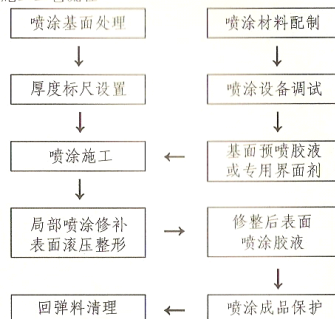 喷涂基面处理
喷涂材料配制
厚度标尺设置
喷涂设备调试
喷涂施工
基面预喷胶液
或专用界面剂
局部喷涂修补
表面滚压整形
修整后表面
喷涂胶液
回弹料清理
喷涂成品保护